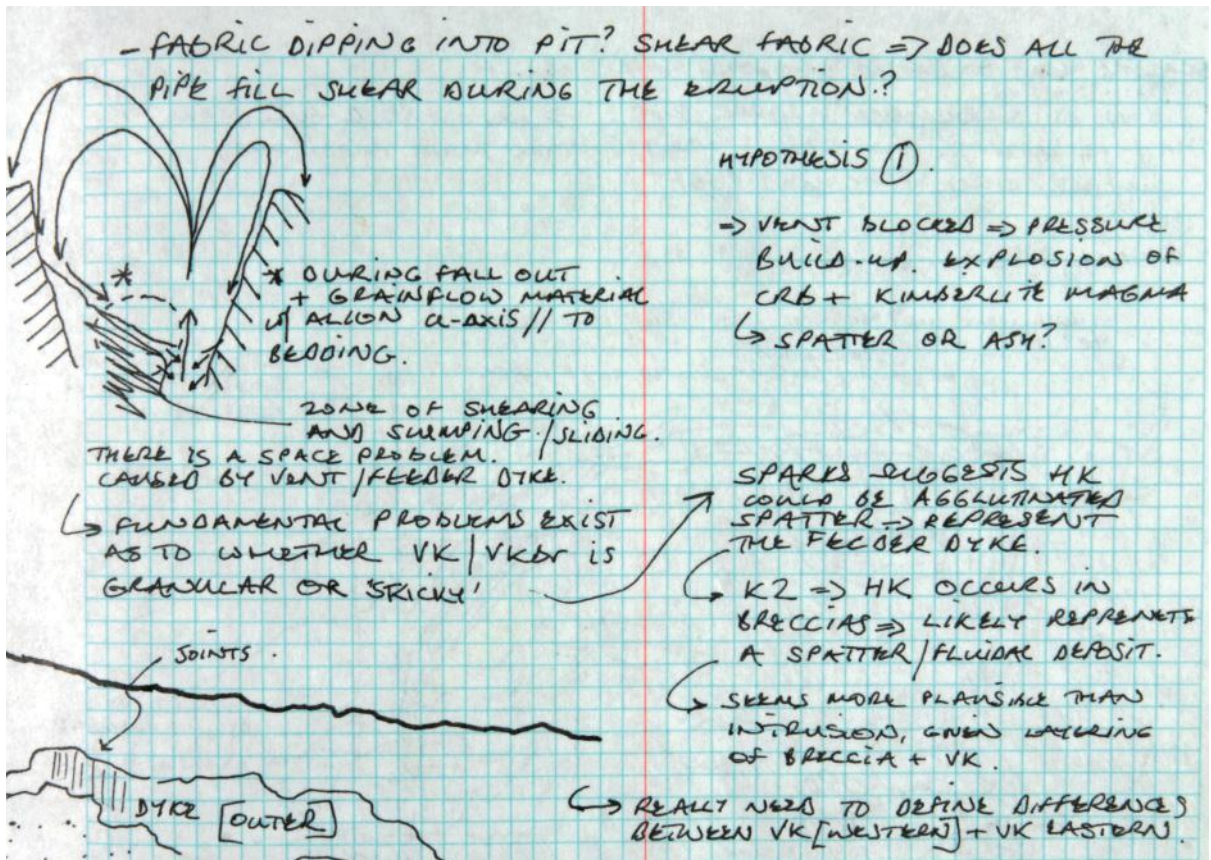 - FABRIC DIPPING INTO PIT? SHEAR FABRIC => DOES ALL THE
PIPE FILL SHEAR DURING THE ERUPTION?
* DURING FALL OUT
+ GRAINFLOW MATERIAL
ALIGN a-AXIS // TO
BEDDING.
*
ZONE OF SHEARING
AND SLUMPING /SLIDING.
THERE IS A SPACE PROBLEM.
CAUSED BY VENT / FEEDER DYKE.
↳ FUNDAMENTAL PROBLEMS EXIST
AS TO WHETHER VK / VKBr is
GRANULAR OR 'STICKY'
JOINTS.
DYKE [OUTER]
HYPOTHESIS ①.
=> VENT BLOCKED => PRESSURE
BUILD-UP. EXPLOSION OF
CRB + KIMBERLITE MAGMA
↳ SPATTER OR ASH?
SPARKS SUGGESTS HK
COULD BE AGGLUTINATED
SPATTER => REPRESENT
THE FEEDER DYKE.
↳ K2 => HK OCCURS IN
BRECCIAS => LIKELY REPRENETS
A SPATTER / FLUIDAL DEPOSIT.
↳ SEEMS MORE PLAUSIBLE THAN
INTRUSION, GIVEN LAYERING
OF BRECCIA + VK.
↳ REALLY NEED TO DEFINE DIFFERENCES
BETWEEN VK [WESTERN] + VK EASTERN.